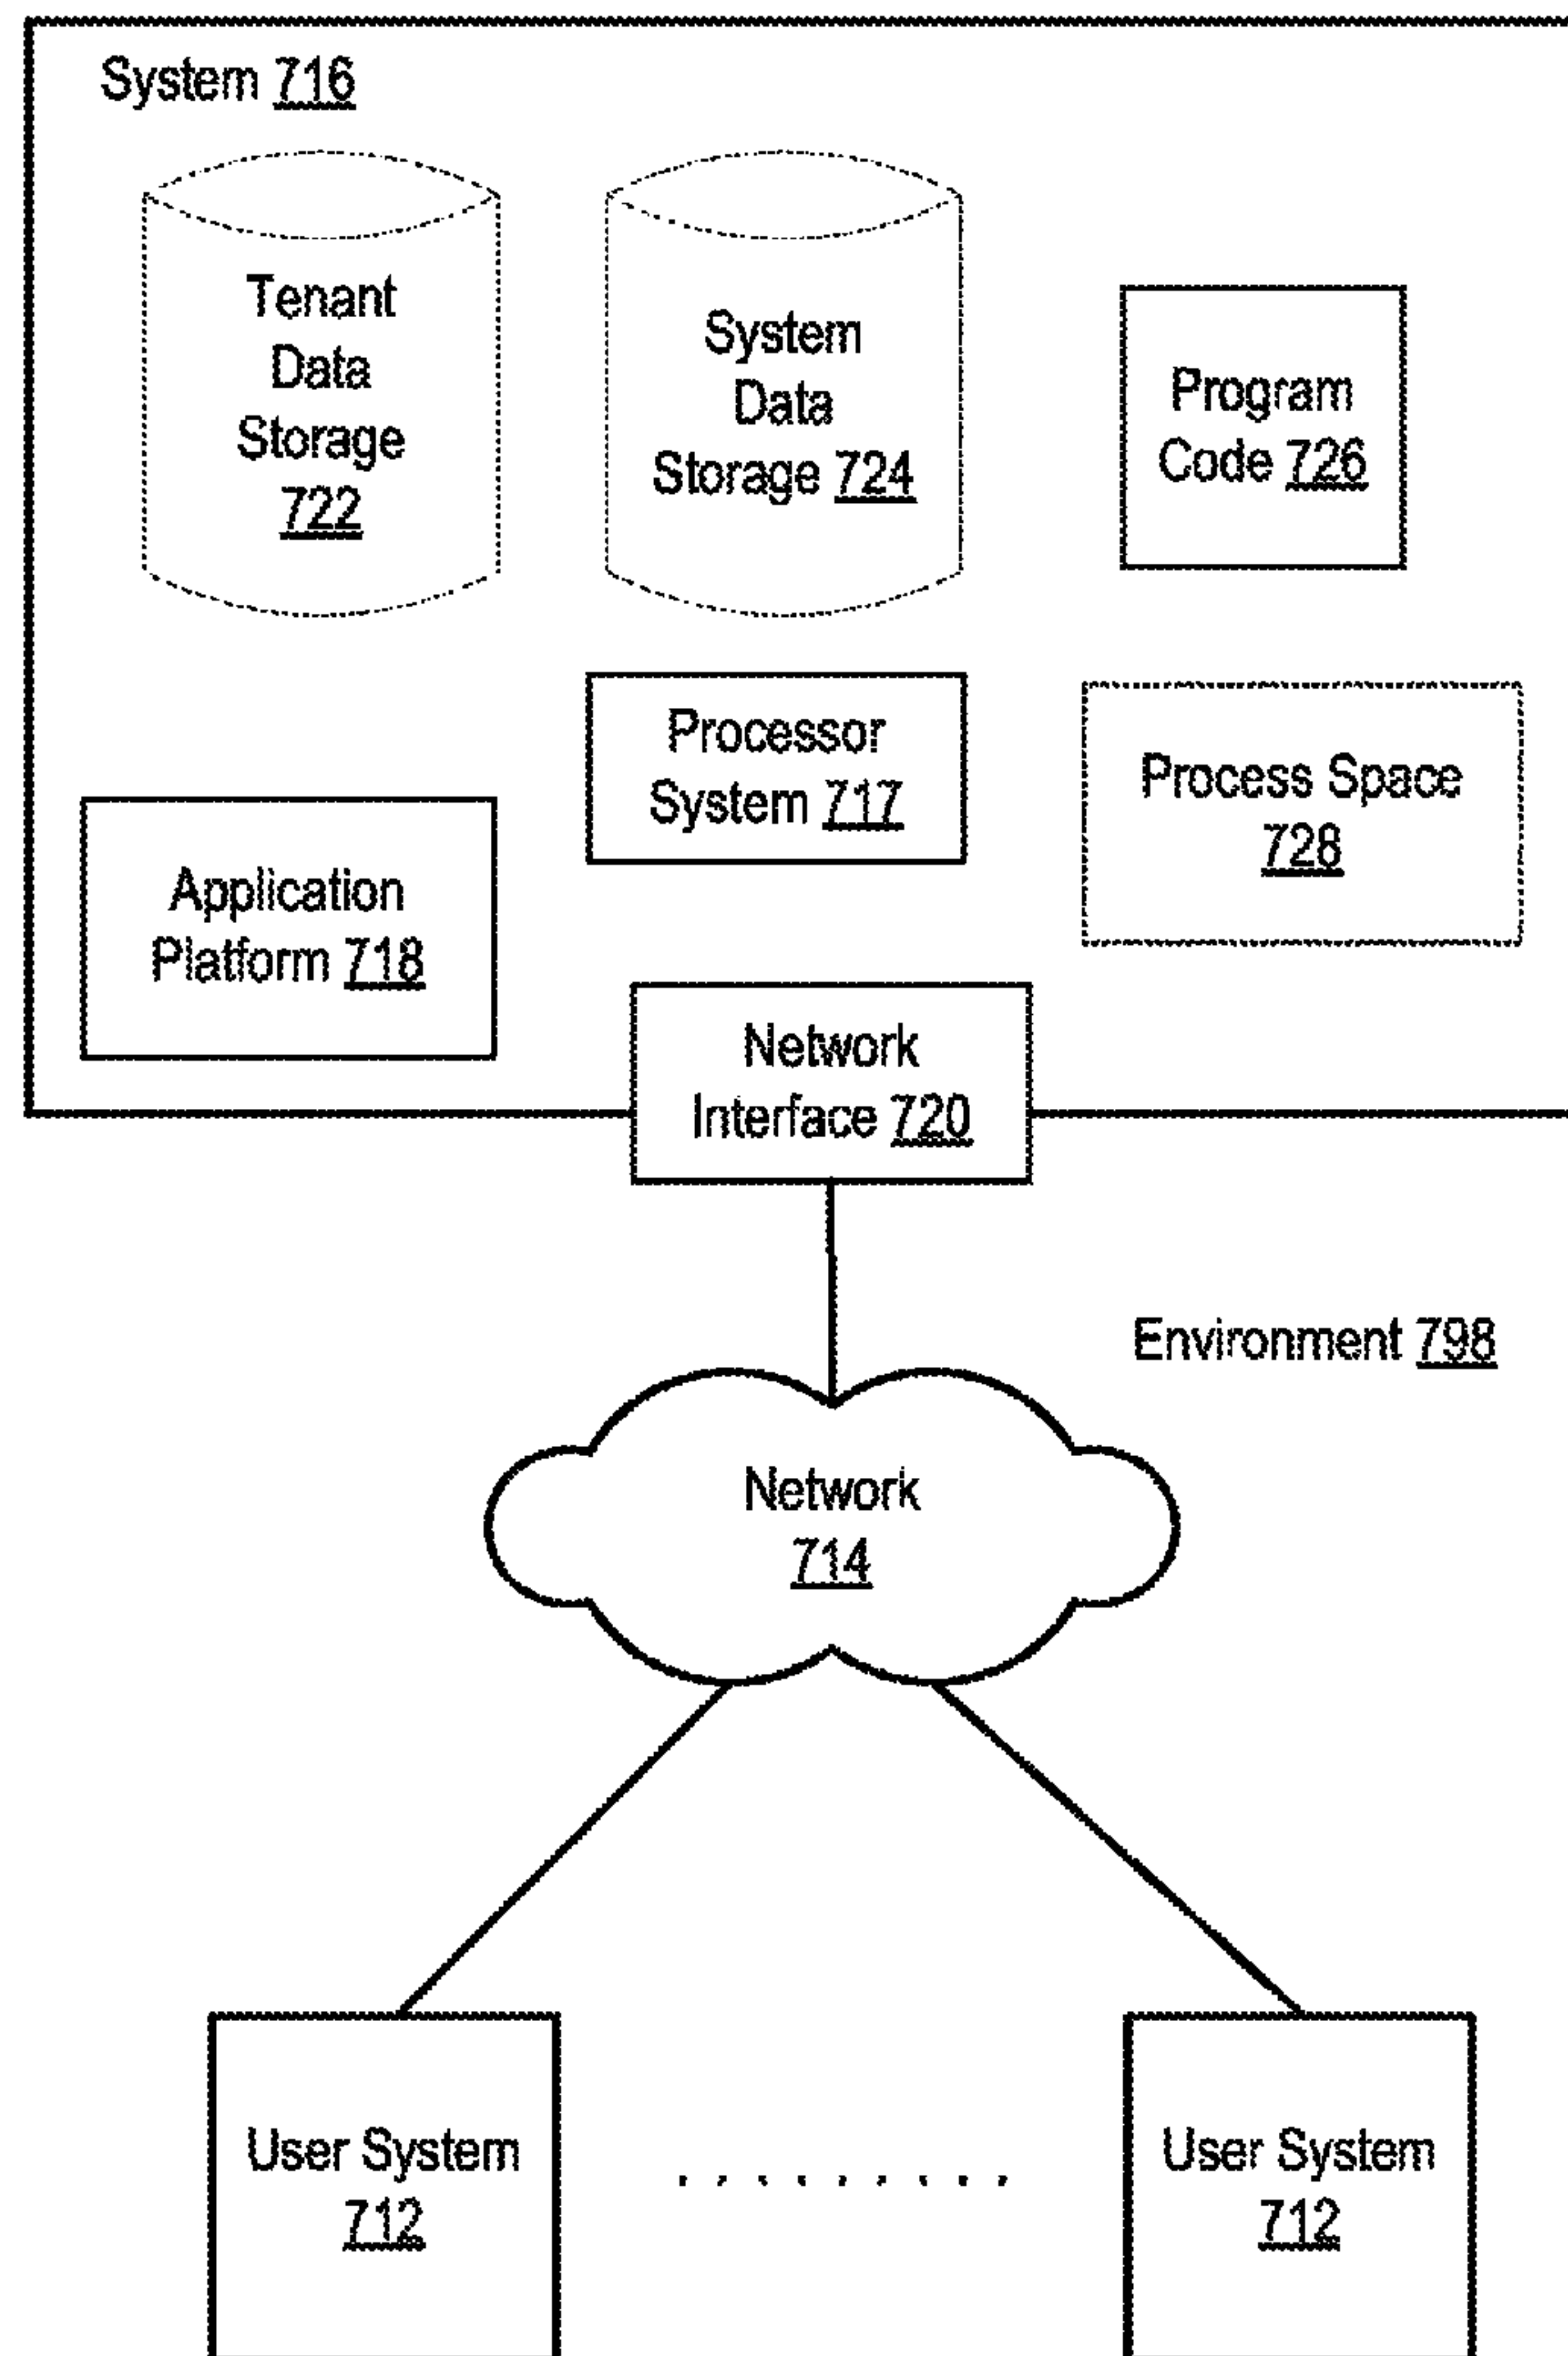 System 716
Tenant
Data
Storage
722
System
Data
Storage 724
Program
Code 726
Processor
System 717
Process Space
728
Application
Platform 718
Network
Interface 720
Environment 798
Network
714
User System
712
User System
712